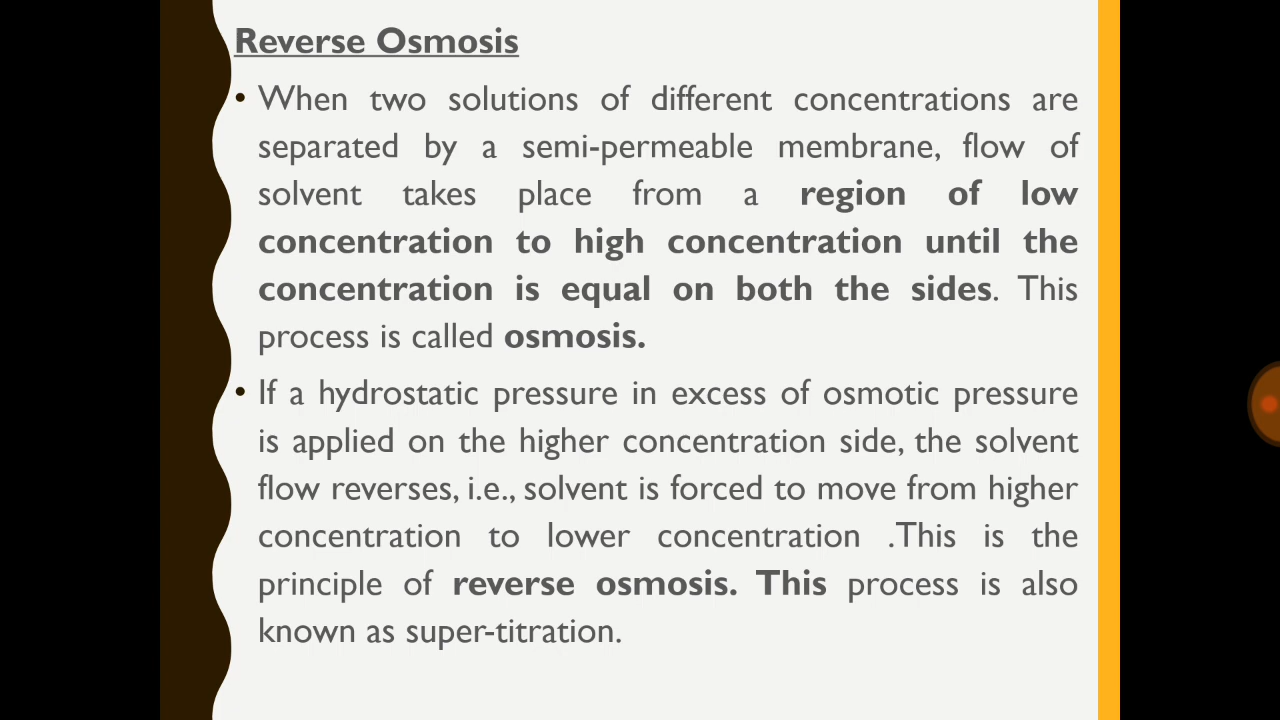 Reverse Osmosis
• When two solutions of different concentrations are
separated by a semi-permeable membrane, flow of
solvent takes place from a region of low
concentration to high concentration until the
concentration is equal on both the sides. This
process is called osmosis.
• If a hydrostatic pressure in excess of osmotic pressure
is applied on the higher concentration side, the solvent
flow reverses, i.e., solvent is forced to move from higher
concentration to lower concentration .This is the
principle of reverse osmosis. This process is also
known as super-titration.